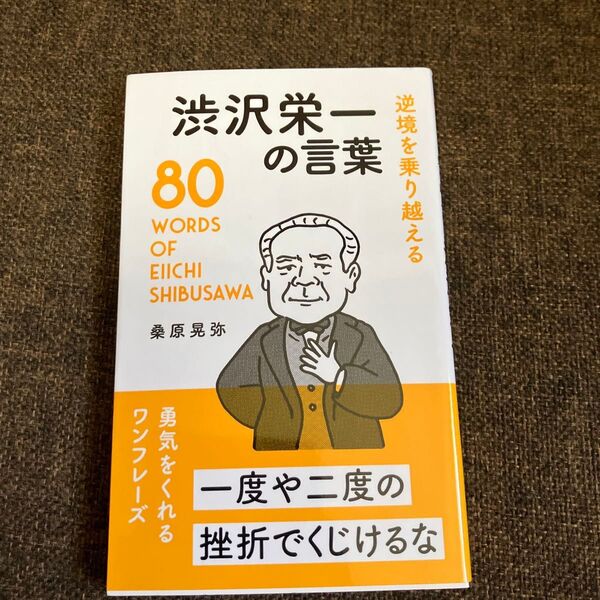 逆境を乗り越える
渋沢栄一
の言葉
80
WORDS
OF
EIICHI
SHIBUSAWA
桑原晃弥
勇気をくれる
ワンフレーズ
一度や二度の
挫折でくじけるな